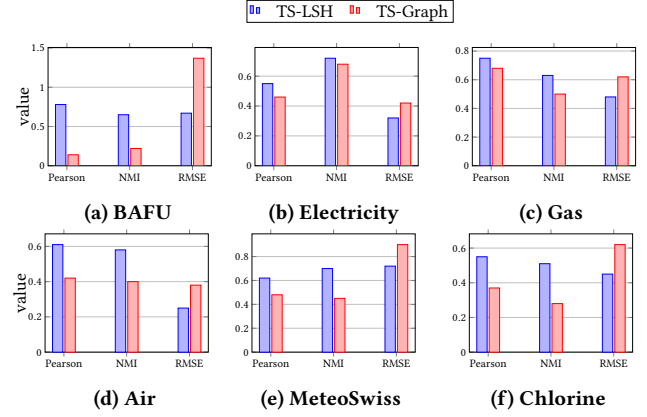 TS-LSH TS-Graph
value
1.5
1
0.5
0
Pearson NMI RMSE
(a) BAFU
0.6
0.4
0.2
0
Pearson NMI RMSE
(b) Electricity
0.8
0.6
0.4
0.2
0
Pearson NMI RMSE
(c) Gas
value
0.6
0.4
0.2
0
Pearson NMI RMSE
(d) Air
0.8
0.6
0.4
0.2
0
Pearson NMI RMSE
(e) MeteoSwiss
0.6
0.4
0.2
0
Pearson NMI RMSE
(f) Chlorine